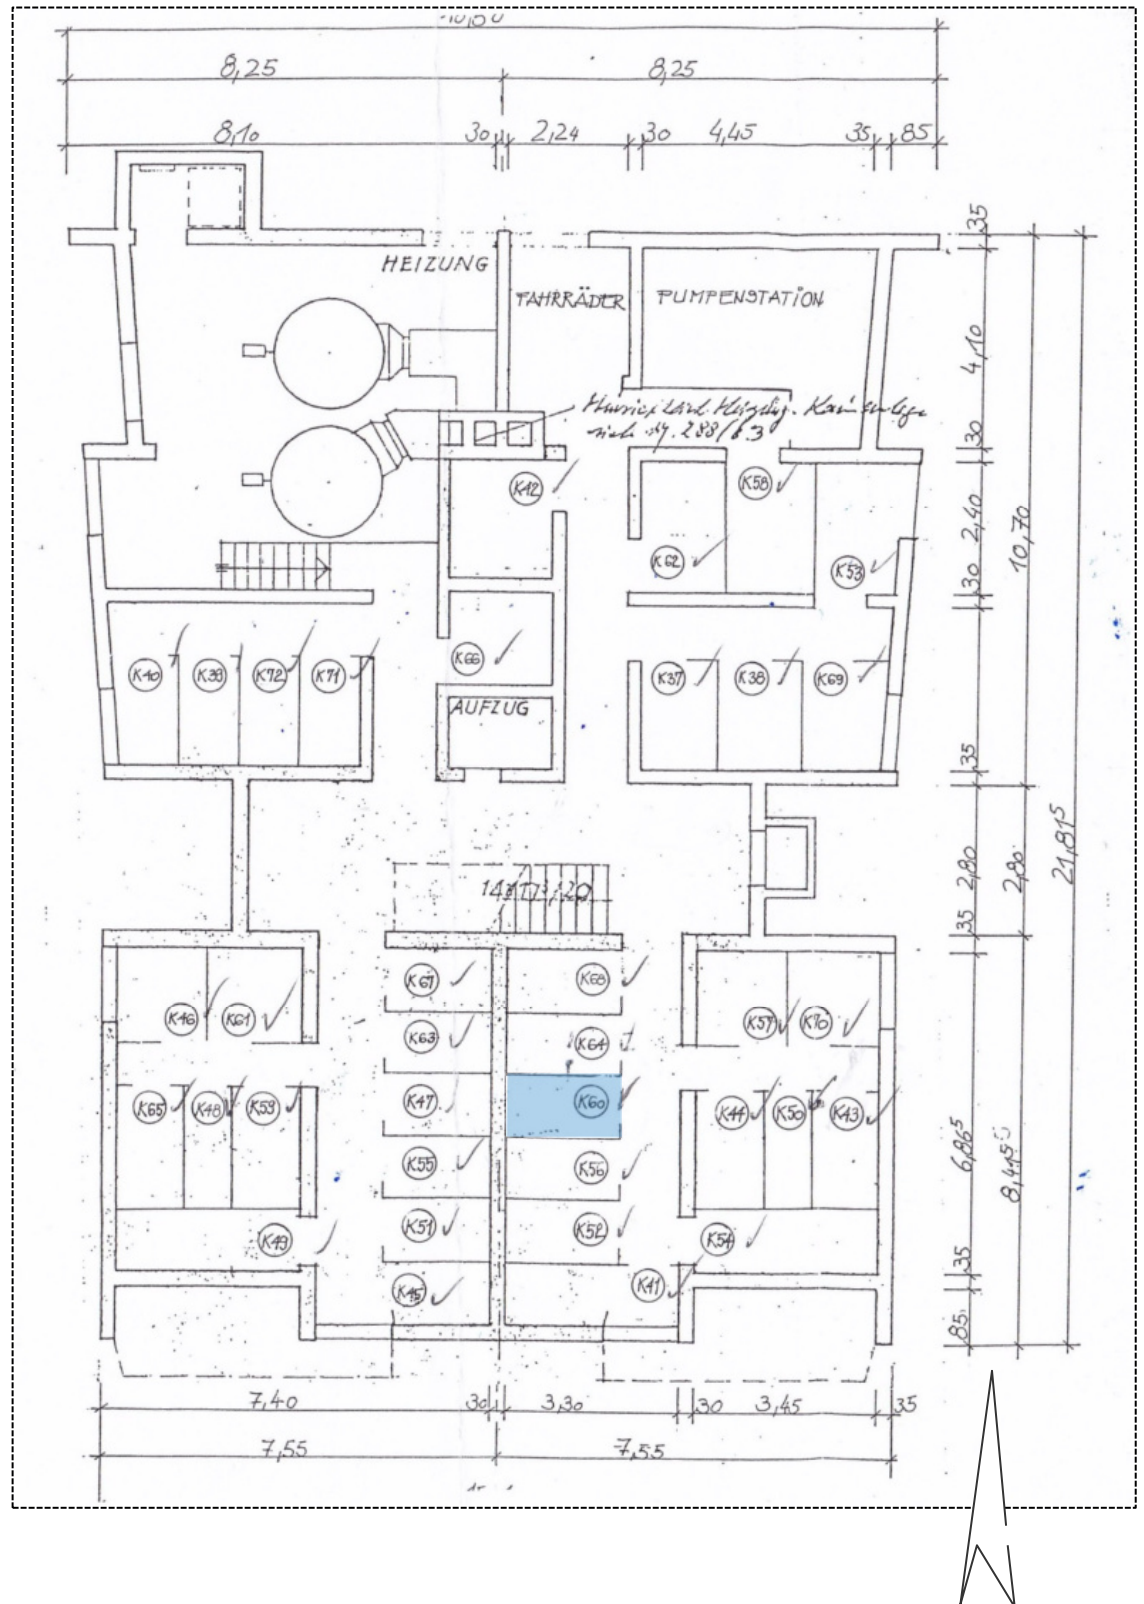 8,25 8,25
8,10 30 2,24 30 4,45 35 85
35
HEIZUNG
FAHRRÄDER PUMPENSTATION
4,10
30
K42 K58
K62 K53
2,40
10,70
30
K66
K40 K39 K72 K71 K37 K38 K69
AUFZUG
35
21,81⁵
2,80 2,80
35
K67 K68
K46 K61 K63 K64 K57 K70
K65 K48 K59 K47 K60 K44 K50 K43
K55 K56
6,86⁵
K49 K51 K52 K54
35
K45 K41
85
7,40 30 3,30 30 3,45 35
7,55 7,55